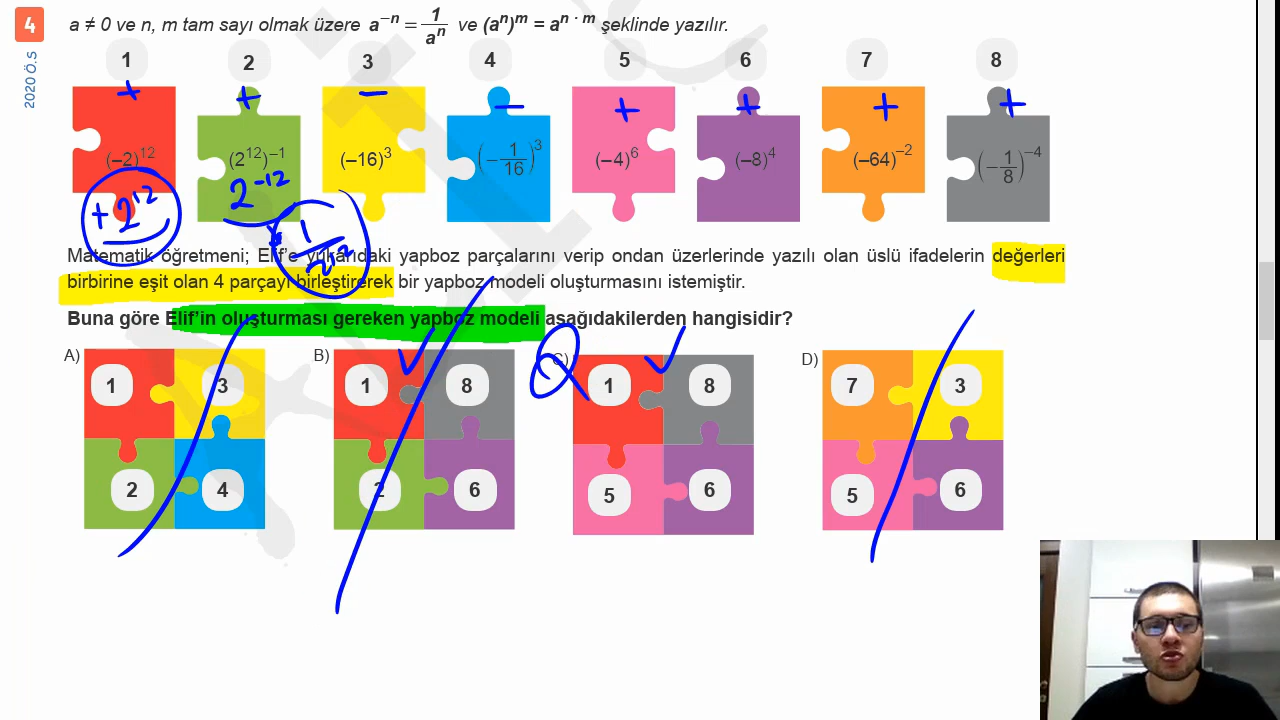 4
2020 Ö.S
a ≠ 0 ve n, m tam sayı olmak üzere a⁻ⁿ = 1/aⁿ ve (aⁿ)ᵐ = aⁿ · ᵐ şeklinde yazılır.
1 2 3 4 5 6 7 8
+ + − − + + + +
(–2)¹² (2¹²)⁻¹ (–16)³ (–1/16)³ (–4)⁶ (–8)⁴ (–64)⁻² (–1/8)⁻⁴
+2¹² 2⁻¹² 1/2¹²
Matematik öğretmeni; Elif'e yukarıdaki yapboz parçalarını verip ondan üzerlerinde yazılı olan üslü ifadelerin değerleri
birbirine eşit olan 4 parçayı birleştirerek bir yapboz modeli oluşturmasını istemiştir.
Buna göre Elif'in oluşturması gereken yapboz modeli aşağıdakilerden hangisidir?
A) B) C) D)
1 3 1 8 1 8 7 3
2 4 2 6 5 6 5 6